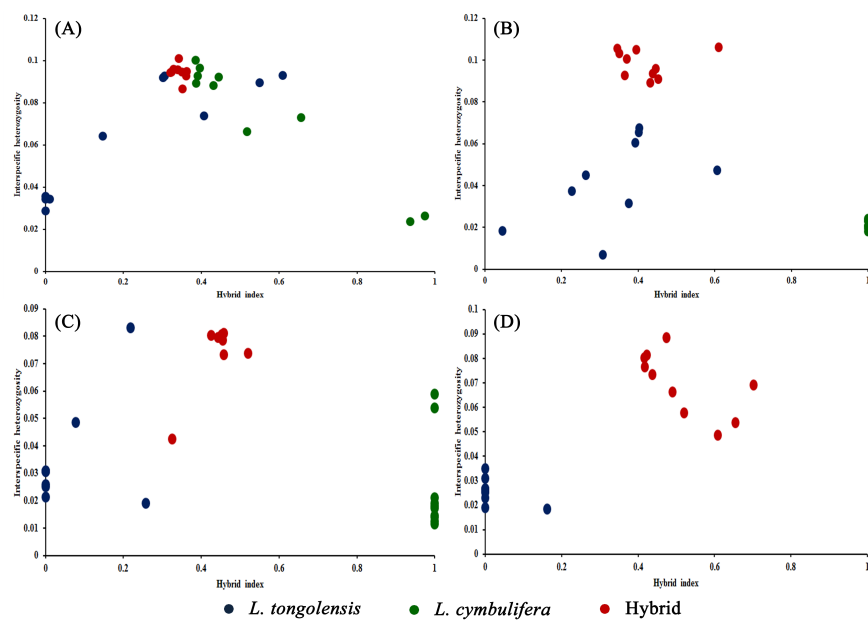 (A)
Interspecific heterozygosity
0.12
0.1
0.08
0.06
0.04
0.02
0
0 0.2 0.4 0.6 0.8 1
Hybrid index
(B)
Interspecific heterozygosity
0.12
0.1
0.08
0.06
0.04
0.02
0
0 0.2 0.4 0.6 0.8 1
Hybrid index
(C)
Interspecific heterozygosity
0.09
0.08
0.07
0.06
0.05
0.04
0.03
0.02
0.01
0
0 0.2 0.4 0.6 0.8 1
Hybrid index
(D)
Interspecific heterozygosity
0.1
0.09
0.08
0.07
0.06
0.05
0.04
0.03
0.02
0.01
0
0 0.2 0.4 0.6 0.8 1
Hybrid index
L. tongolensis L. cymbulifera Hybrid